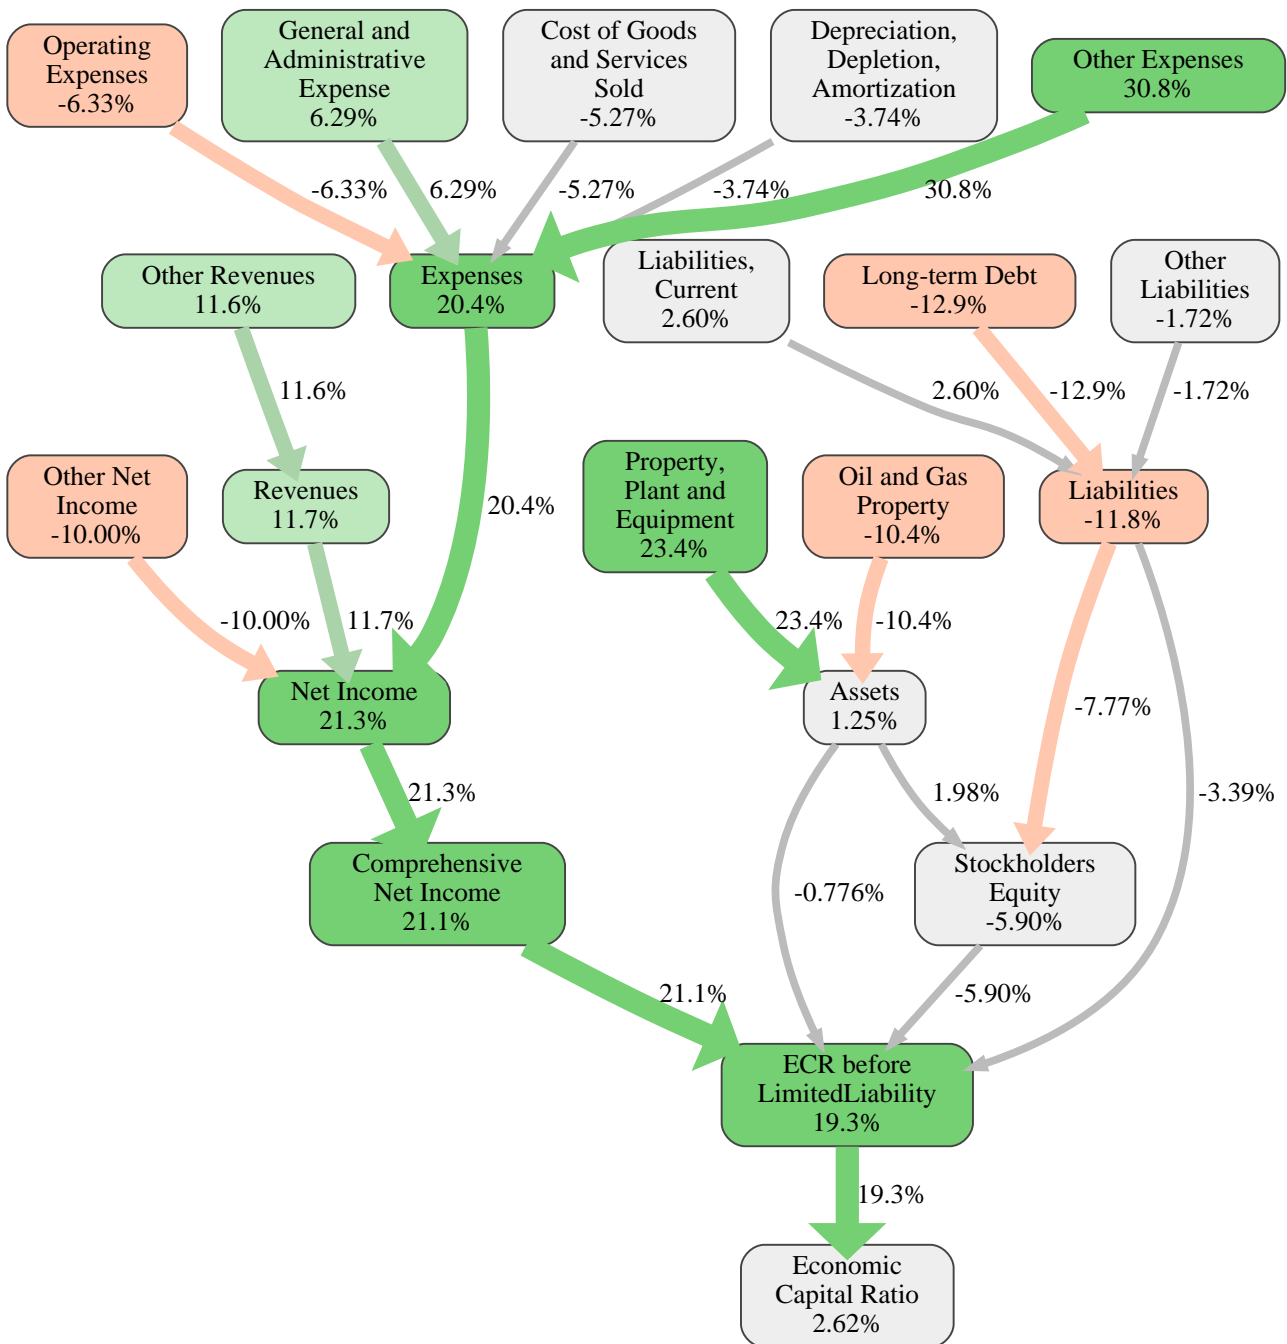 Operating
Expenses
-6.33%
General and
Administrative
Expense
6.29%
Cost of Goods
and Services
Sold
-5.27%
Depreciation,
Depletion,
Amortization
-3.74%
Other Expenses
30.8%
-6.33%
6.29%
-5.27%
-3.74%
30.8%
Other Revenues
11.6%
Expenses
20.4%
Liabilities,
Current
2.60%
Long-term Debt
-12.9%
Other
Liabilities
-1.72%
11.6%
2.60%
-12.9%
-1.72%
Other Net
Income
-10.00%
Revenues
11.7%
20.4%
Property,
Plant and
Equipment
23.4%
Oil and Gas
Property
-10.4%
Liabilities
-11.8%
-10.00%
11.7%
23.4%
-10.4%
Net Income
21.3%
Assets
1.25%
-7.77%
21.3%
1.98%
-3.39%
Comprehensive
Net Income
21.1%
-0.776%
Stockholders
Equity
-5.90%
21.1%
-5.90%
ECR before
LimitedLiability
19.3%
19.3%
Economic
Capital Ratio
2.62%